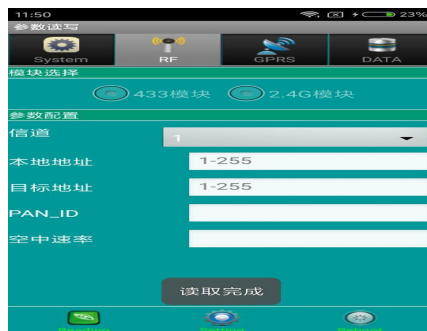 11:50 23%
参数读写
System RF GPRS DATA
模块选择
433模块 2.4G模块
参数配置
信道 1
本地地址 1-255
目标地址 1-255
PAN_ID
空中速率
读取完成